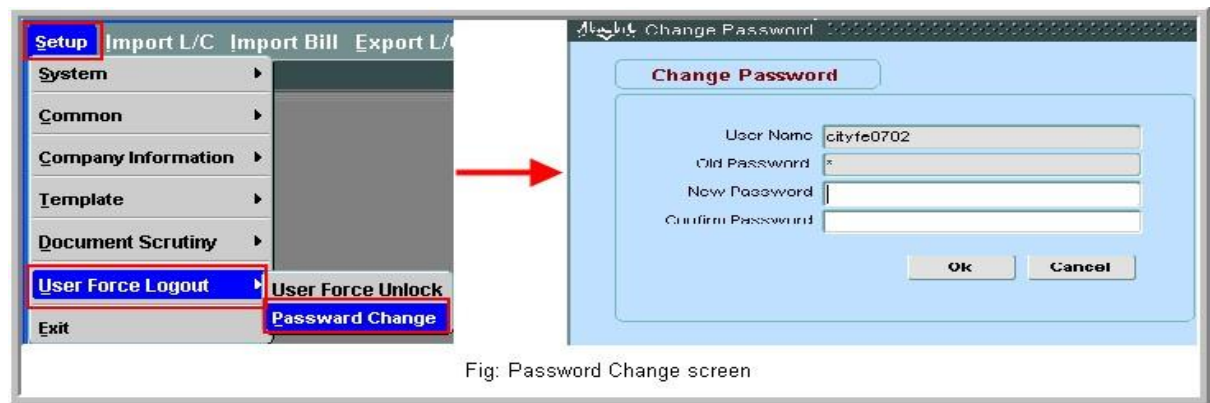 Setup Import L/C Import Bill Export L/
System
Common
Company Information
Template
Document Scrutiny
User Force Logout
Exit
User Force Unlock
Passward Change
Change Password
Change Password
User Name cityfe0702
Old Password *
New Password
Confirm Password
Ok Cancel
Fig: Password Change screen